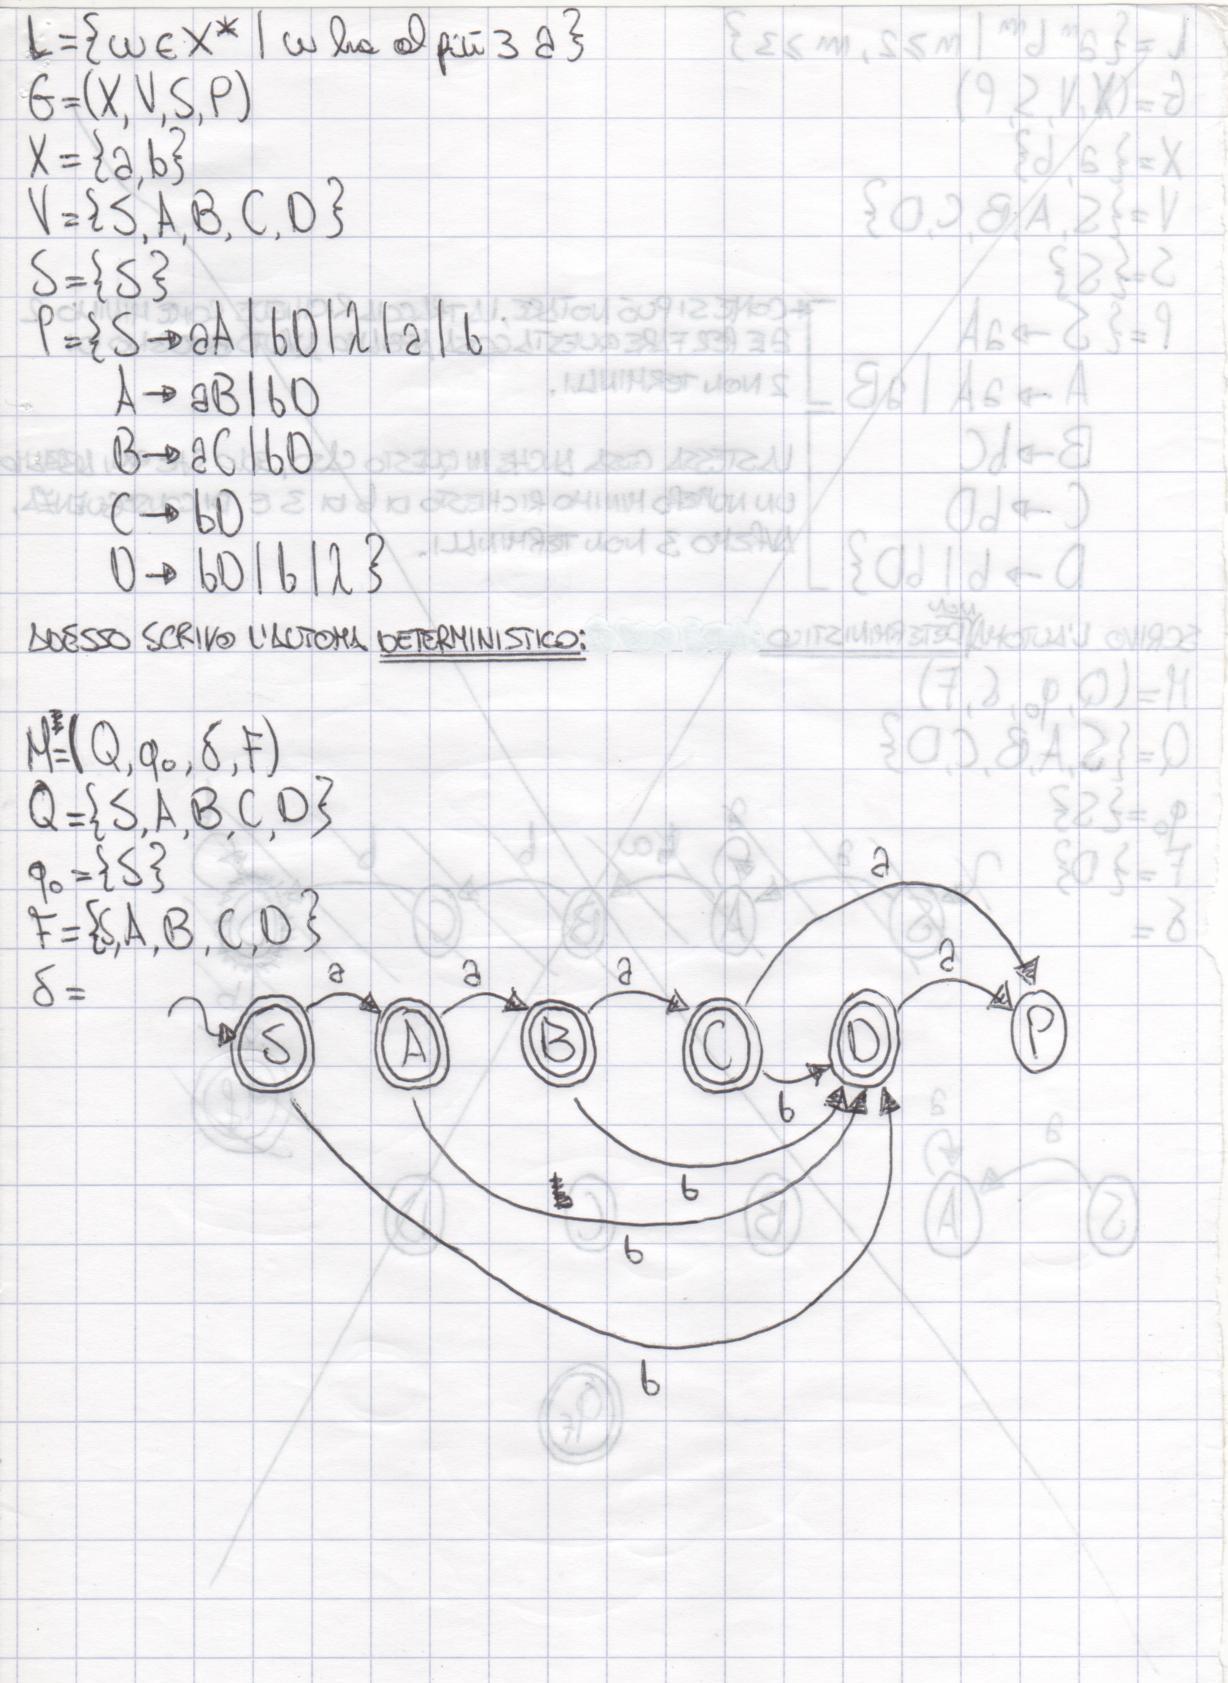 L={w∈X* | w ha al più 3 a}
G=(X,V,S,P)
X={a,b}
V={S,A,B,C,D}
S={S}
P={S→aA|bD|λ|a|b
A→aB|bD
B→aC|bD
C→bD
D→bD|b|λ}
ADESSO SCRIVO L'AUTOMA DETERMINISTICO:
M=(Q,q₀,δ,F)
Q={S,A,B,C,D}
q₀={S}
F={S,A,B,C,D}
δ=
a a a a a
S A B C D P
b
b
b
b